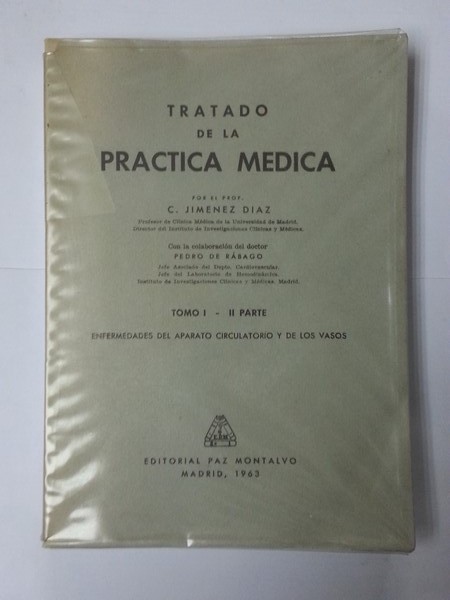 TRATADO
DE LA
PRACTICA MEDICA
POR EL PROF.
C. JIMENEZ DIAZ
Profesor de Clínica Médica de la Universidad de Madrid.
Director del Instituto de Investigaciones Clínicas y Médicas.
Con la colaboración del doctor
PEDRO DE RÁBAGO
Jefe Asociado del Depto. Cardiovascular.
Jefe del Laboratorio de Hemodinámica.
Instituto de Investigaciones Clínicas y Médicas. Madrid.
TOMO I - II PARTE
ENFERMEDADES DEL APARATO CIRCULATORIO Y DE LOS VASOS
EDITORIAL PAZ MONTALVO
MADRID, 1963